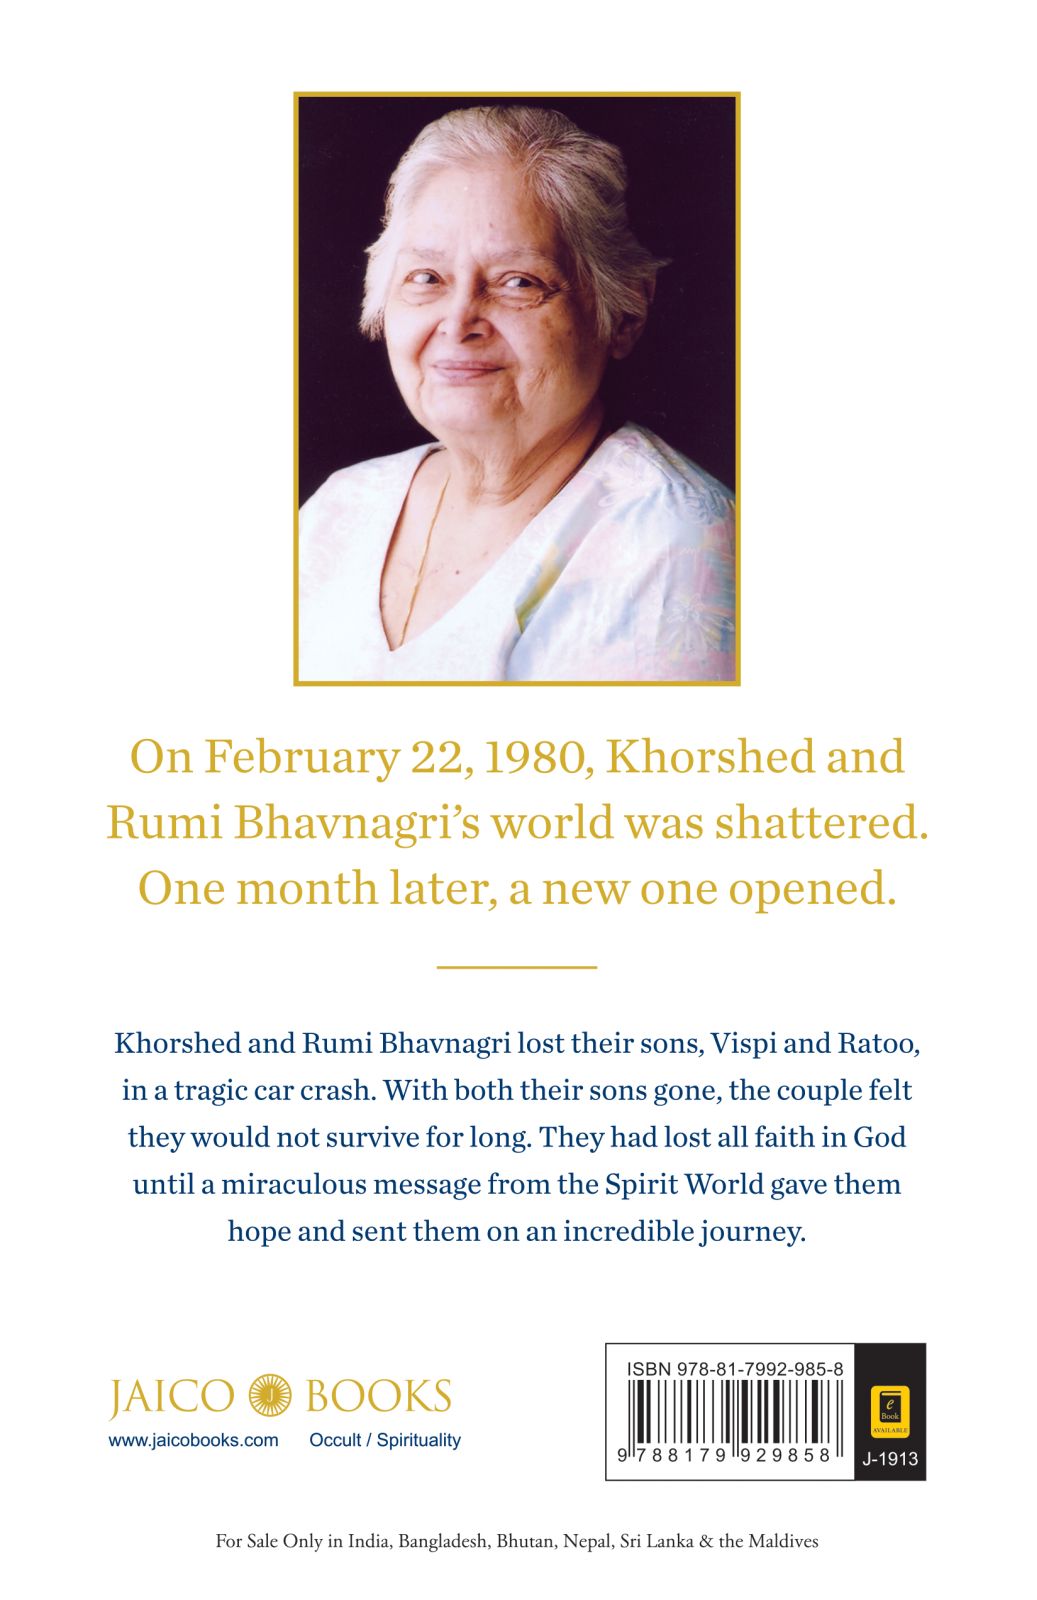 On February 22, 1980, Khorshed and
Rumi Bhavnagri’s world was shattered.
One month later, a new one opened.
Khorshed and Rumi Bhavnagri lost their sons, Vispi and Ratoo,
in a tragic car crash. With both their sons gone, the couple felt
they would not survive for long. They had lost all faith in God
until a miraculous message from the Spirit World gave them
hope and sent them on an incredible journey.
JAICO J BOOKS
www.jaicobooks.com Occult / Spirituality
ISBN 978-81-7992-985-8
9 788179 929858
e
Book
AVAILABLE
J-1913
For Sale Only in India, Bangladesh, Bhutan, Nepal, Sri Lanka & the Maldives